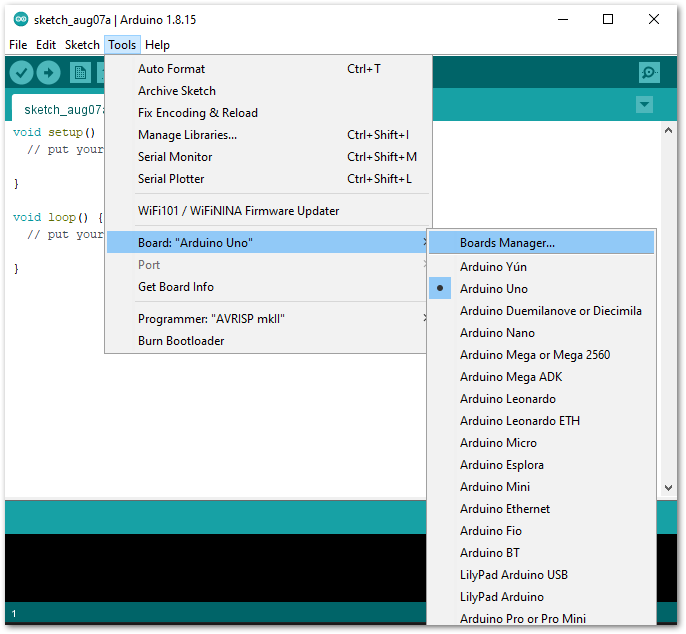 sketch_aug07a | Arduino 1.8.15
File Edit Sketch Tools Help
sketch_aug07a
void setup()
// put your
}
void loop() {
// put your
}
Auto Format Ctrl+T
Archive Sketch
Fix Encoding & Reload
Manage Libraries... Ctrl+Shift+I
Serial Monitor Ctrl+Shift+M
Serial Plotter Ctrl+Shift+L
WiFi101 / WiFiNINA Firmware Updater
Board: "Arduino Uno"
Port
Get Board Info
Programmer: "AVRISP mkII"
Burn Bootloader
Boards Manager...
Arduino Yún
Arduino Uno
Arduino Duemilanove or Diecimila
Arduino Nano
Arduino Mega or Mega 2560
Arduino Mega ADK
Arduino Leonardo
Arduino Leonardo ETH
Arduino Micro
Arduino Esplora
Arduino Mini
Arduino Ethernet
Arduino Fio
Arduino BT
LilyPad Arduino USB
LilyPad Arduino
Arduino Pro or Pro Mini
1